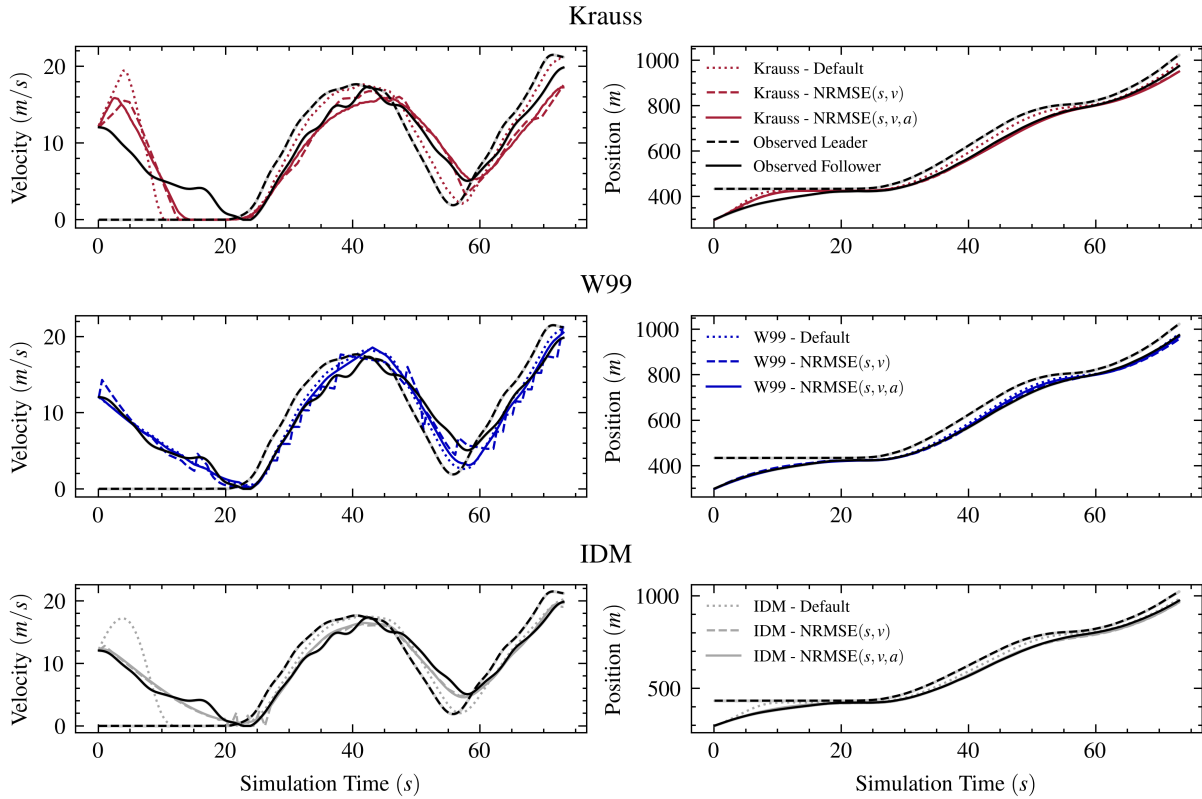 Krauss
Velocity (m/s)
20
10
0
0 20 40 60
Position (m)
1000
800
600
400
0 20 40 60
Krauss - Default
Krauss - NRMSE(s, v)
Krauss - NRMSE(s, v, a)
Observed Leader
Observed Follower
W99
Velocity (m/s)
20
10
0
0 20 40 60
Position (m)
1000
800
600
400
0 20 40 60
W99 - Default
W99 - NRMSE(s, v)
W99 - NRMSE(s, v, a)
IDM
Velocity (m/s)
20
10
0
0 20 40 60
Simulation Time (s)
Position (m)
1000
500
0 20 40 60
Simulation Time (s)
IDM - Default
IDM - NRMSE(s, v)
IDM - NRMSE(s, v, a)